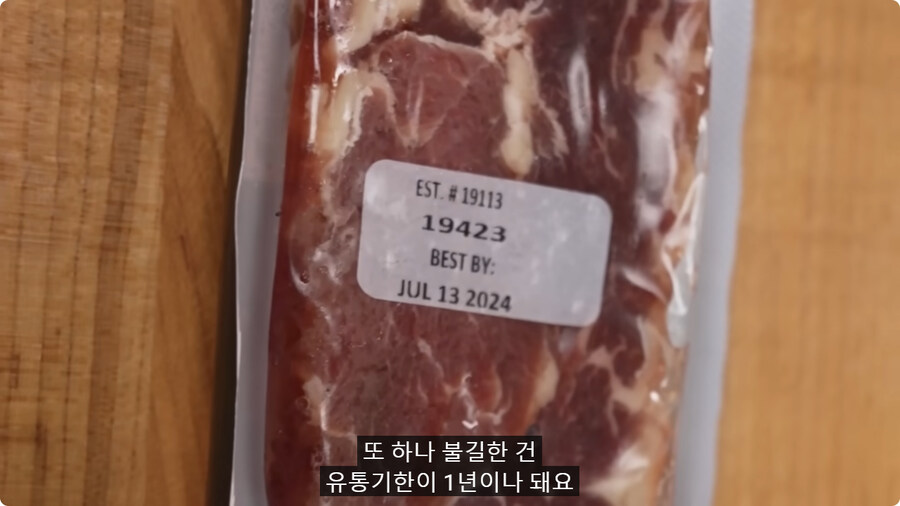 EST. # 19113
19423
BEST BY:
JUL 13 2024
또 하나 불길한 건
유통기한이 1년이나 돼요